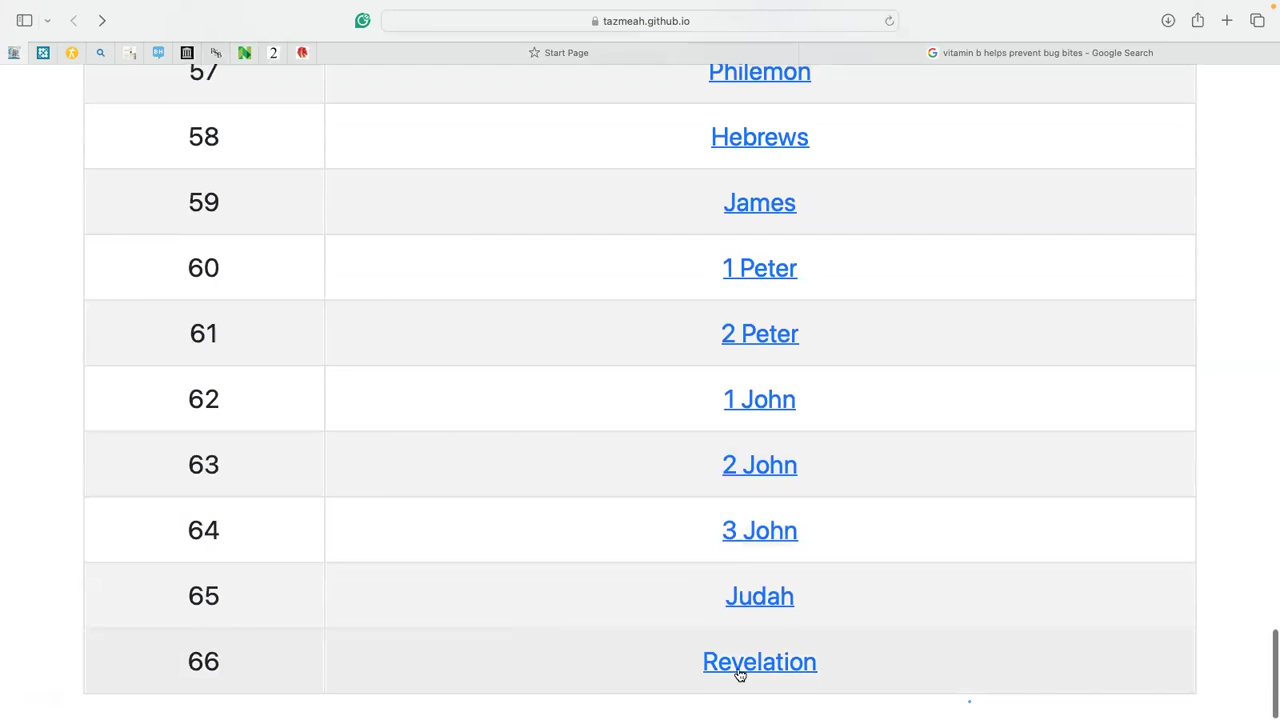 tazmeah.github.io
2
Start Page
vitamin b helps prevent bug bites - Google Search
57 Philemon
58 Hebrews
59 James
60 1 Peter
61 2 Peter
62 1 John
63 2 John
64 3 John
65 Judah
66 Revelation